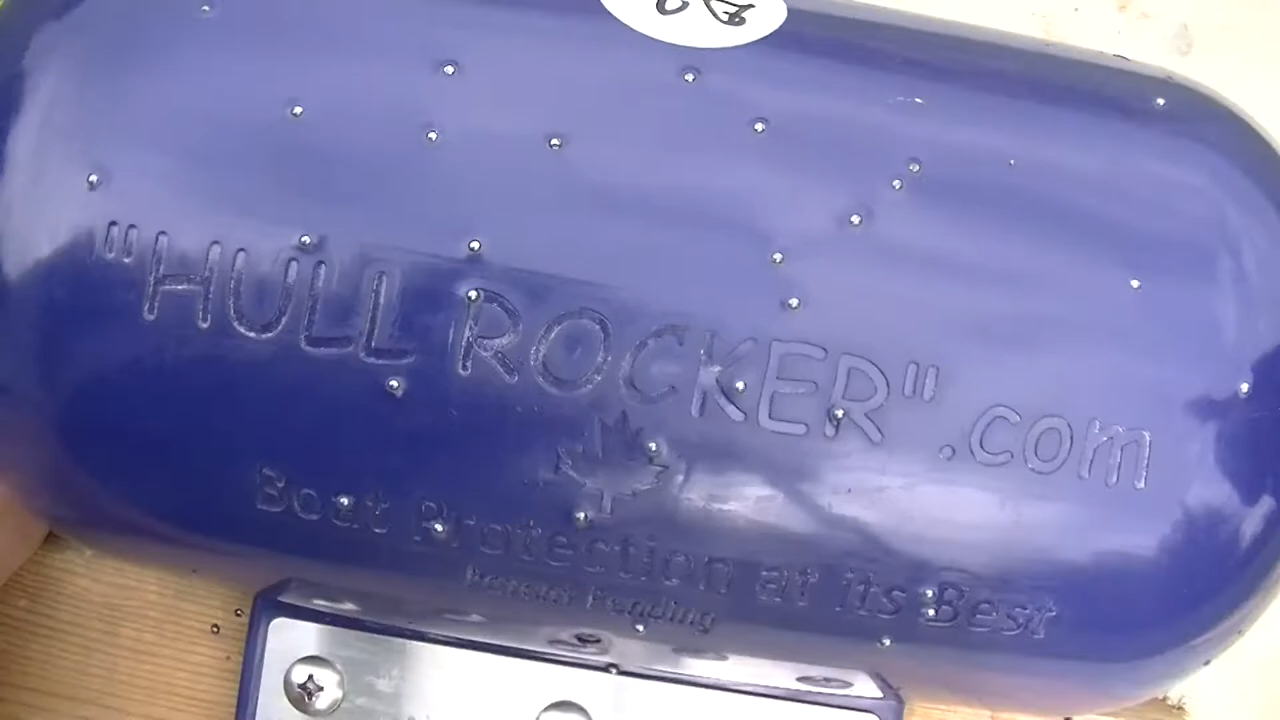 "HULL ROCKER".com
Boat Protection at its Best
Patent Pending